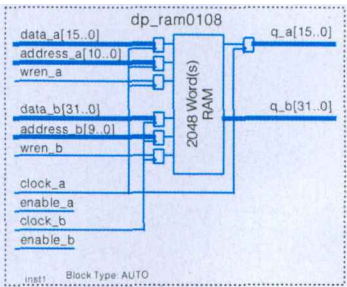 dp_ram0108
data_a[15..0]
q_a[15..0]
address_a[10..0]
wren_a
data_b[31..0]
q_b[31..0]
address_b[9..0]
wren_b
2048 Word(s)
RAM
clock_a
enable_a
clock_b
enable_b
inst1
Block Type: AUTO